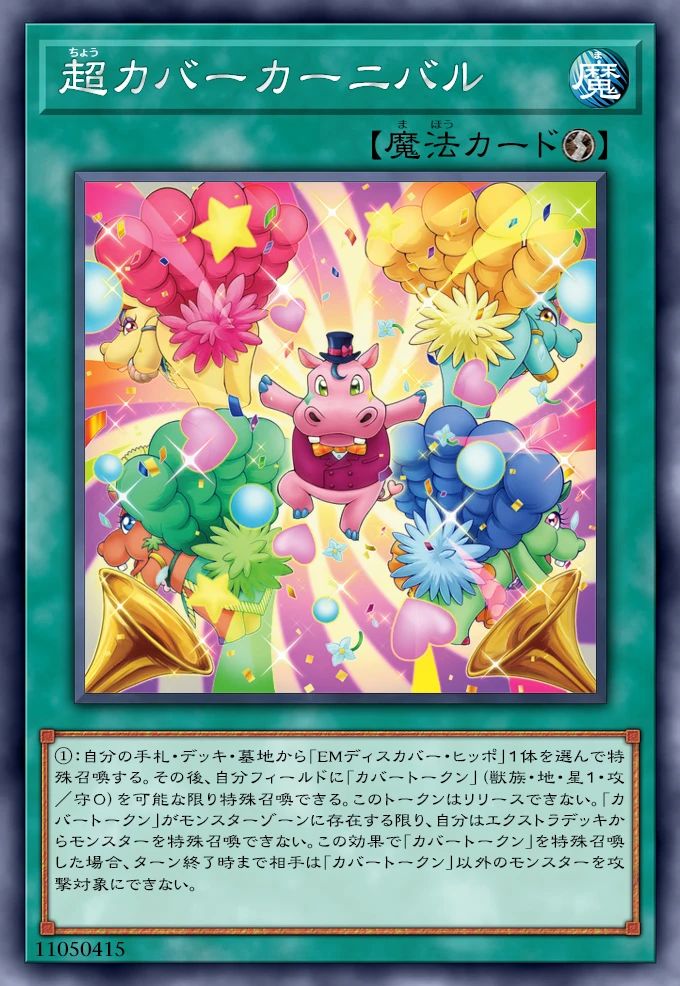 ちょう
超カバーカーニバル
ま
魔
ま ほう
【魔法カード】
①:自分の手札・デッキ・墓地から「EMディスカバー・ヒッポ」1体を選んで特
殊召喚する。その後、自分フィールドに「カバートークン」(獣族・地・星1・攻
/守0)を可能な限り特殊召喚できる。このトークンはリリースできない。「カ
バートークン」がモンスターゾーンに存在する限り、自分はエクストラデッキか
らモンスターを特殊召喚できない。この効果で「カバートークン」を特殊召喚
した場合、ターン終了時まで相手は「カバートークン」以外のモンスターを攻
撃対象にできない。
11050415